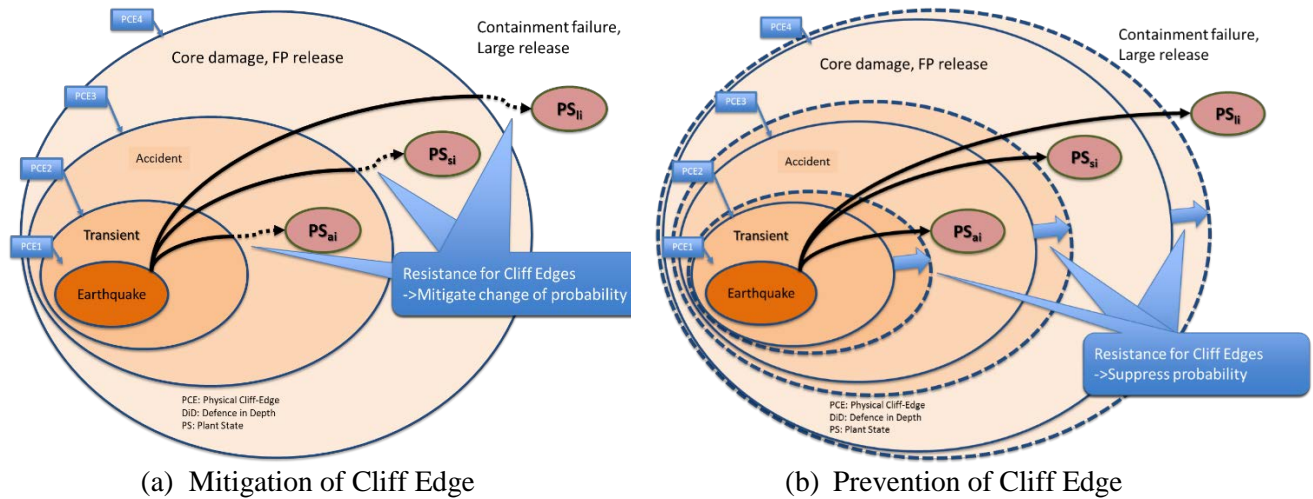 PCE4
Containment failure,
Large release
Core damage, FP release
PCE3
PS_li
Accident
PS_si
PCE2
Transient
PS_ai
PCE1
Earthquake
Resistance for Cliff Edges
->Mitigate change of probability
PCE: Physical Cliff-Edge
DiD: Defence in Depth
PS: Plant State
(a) Mitigation of Cliff Edge
PCE4
Containment failure,
Large release
Core damage, FP release
PCE3
PS_li
Accident
PS_si
PCE2
Transient
PS_ai
PCE1
Earthquake
Resistance for Cliff Edges
->Suppress probability
PCE: Physical Cliff-Edge
DiD: Defence in Depth
PS: Plant State
(b) Prevention of Cliff Edge